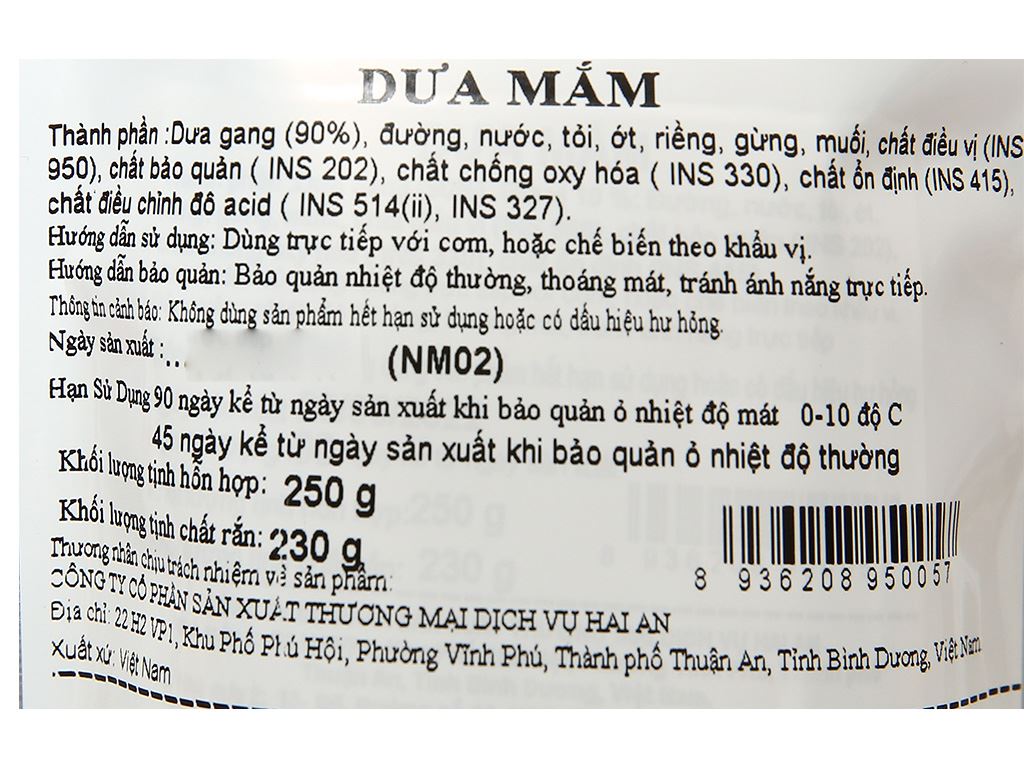 DƯA MẮM
Thành phần :Dưa gang (90%), đường, nước, tỏi, ớt, riềng, gừng, muối, chất điều vị (INS
950), chất bảo quản ( INS 202), chất chống oxy hóa ( INS 330), chất ổn định (INS 415),
chất điều chỉnh đô acid ( INS 514(ii), INS 327).
Hướng dẫn sử dụng: Dùng trực tiếp với cơm, hoặc chế biến theo khẩu vị.
Hướng dẫn bảo quản: Bảo quản nhiệt độ thường, thoáng mát, tránh ánh nắng trực tiếp.
Thông tin cảnh báo: Không dùng sản phẩm hết hạn sử dụng hoặc có dấu hiệu hư hỏng.
Ngày sản xuất :... (NM02)
Hạn Sử Dụng 90 ngày kể từ ngày sản xuất khi bảo quản ỏ nhiệt độ mát 0-10 độ C
45 ngày kể từ ngày sản xuất khi bảo quản ỏ nhiệt độ thường
Khối lượng tịnh hỗn hợp: 250 g
Khối lượng tịnh chất rắn: 230 g
Thương nhân chịu trách nhiệm về sản phẩm:
CÔNG TY CỔ PHẦN SẢN XUẤT THƯƠNG MẠI DỊCH VỤ HAI AN
Địa chỉ: 22 H2 VP1, Khu Phố Phú Hội, Phường Vĩnh Phú, Thành phố Thuận An, Tỉnh Bình Dương, Việt Nam
Xuất xứ: Việt Nam
8 936208 950057